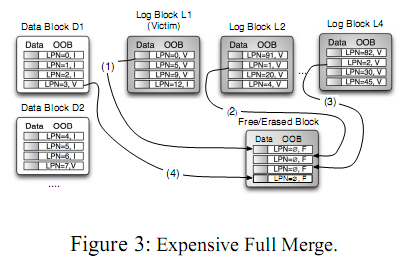 Data Block D1
Data OOB
LPN=0, I
LPN=1, I
LPN=2, I
LPN=3, V
Log Block L1
(Victim)
Data OOB
LPN=0, V
LPN=5, V
LPN=9, V
LPN=12, I
Log Block L2
Data OOB
LPN=91, V
LPN=1, V
LPN=20, V
LPN=4, V
...
Log Block L4
Data OOB
LPN=82, V
LPN=2, V
LPN=30, V
LPN=45, V
(1)
(2)
(3)
(4)
Data Block D2
Data OOB
LPN=4, I
LPN=5, I
LPN=6, I
LPN=7, V
....
Free/Erased Block
Data OOB
LPN=ø, F
LPN=ø, F
LPN=ø, F
LPN=ø, F
Figure 3: Expensive Full Merge.